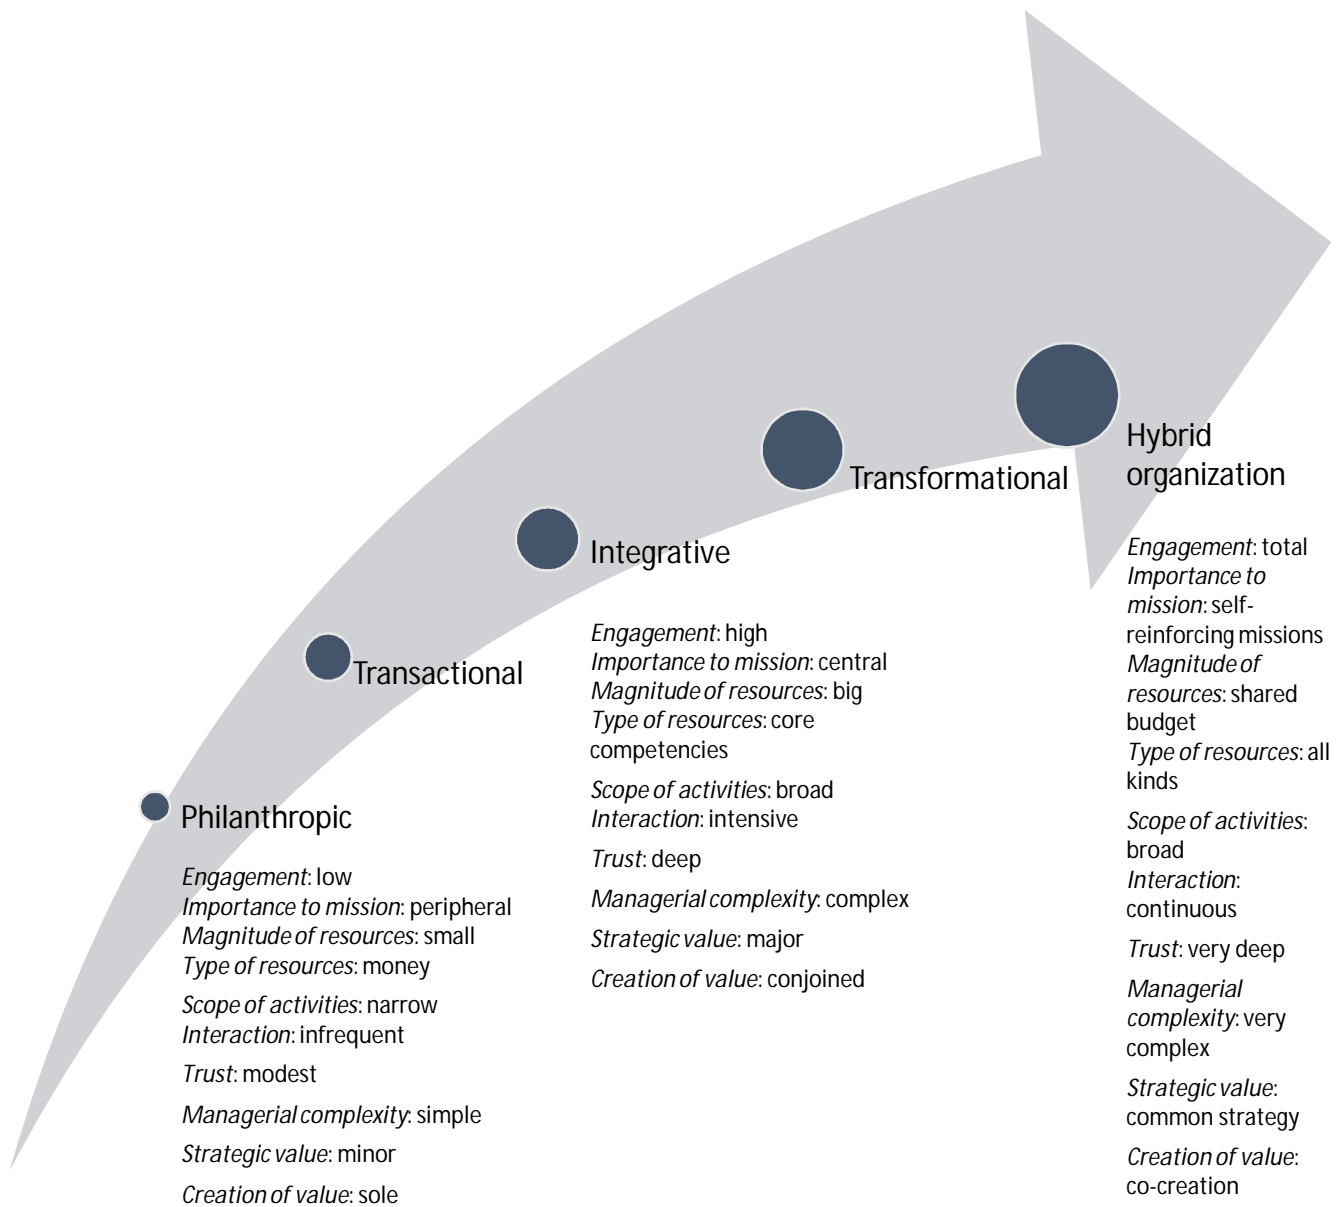 Philanthropic
Engagement: low
Importance to mission: peripheral
Magnitude of resources: small
Type of resources: money
Scope of activities: narrow
Interaction: infrequent
Trust: modest
Managerial complexity: simple
Strategic value: minor
Creation of value: sole
Transactional
Integrative
Engagement: high
Importance to mission: central
Magnitude of resources: big
Type of resources: core
competencies
Scope of activities: broad
Interaction: intensive
Trust: deep
Managerial complexity: complex
Strategic value: major
Creation of value: conjoined
Transformational
Hybrid
organization
Engagement: total
Importance to
mission: self-
reinforcing missions
Magnitude of
resources: shared
budget
Type of resources: all
kinds
Scope of activities:
broad
Interaction:
continuous
Trust: very deep
Managerial
complexity: very
complex
Strategic value:
common strategy
Creation of value:
co-creation